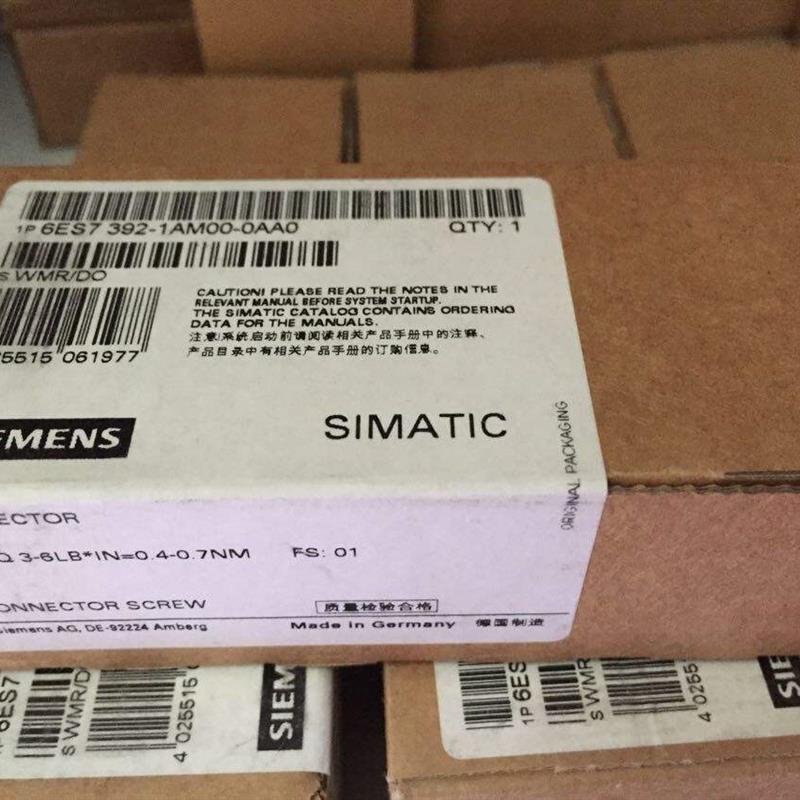 1P 6ES7 392-1AM00-0AA0 QTY: 1
S WMR/DO
CAUTION! PLEASE READ THE NOTES IN THE
RELEVANT MANUAL BEFORE SYSTEM STARTUP.
THE SIMATIC CATALOG CONTAINS ORDERING
DATA FOR THE MANUALS.
注意!系统启动前请阅读相关产品手册中的注释、
产品目录中有相关产品手册的订购信息。
25515 061977
EMENS
SIMATIC
ORIGINAL PACKAGING
ECTOR
Q 3-6LB*IN=0.4-0.7NM FS: 01
ONNECTOR SCREW
质量检验合格
Siemens AG, DE-92224 Amberg
Made in Germany 德国制造
1P 6ES7
S WMR/D
4 025515
SIEM
1P 6ES
S WMR
4 0255
SIE